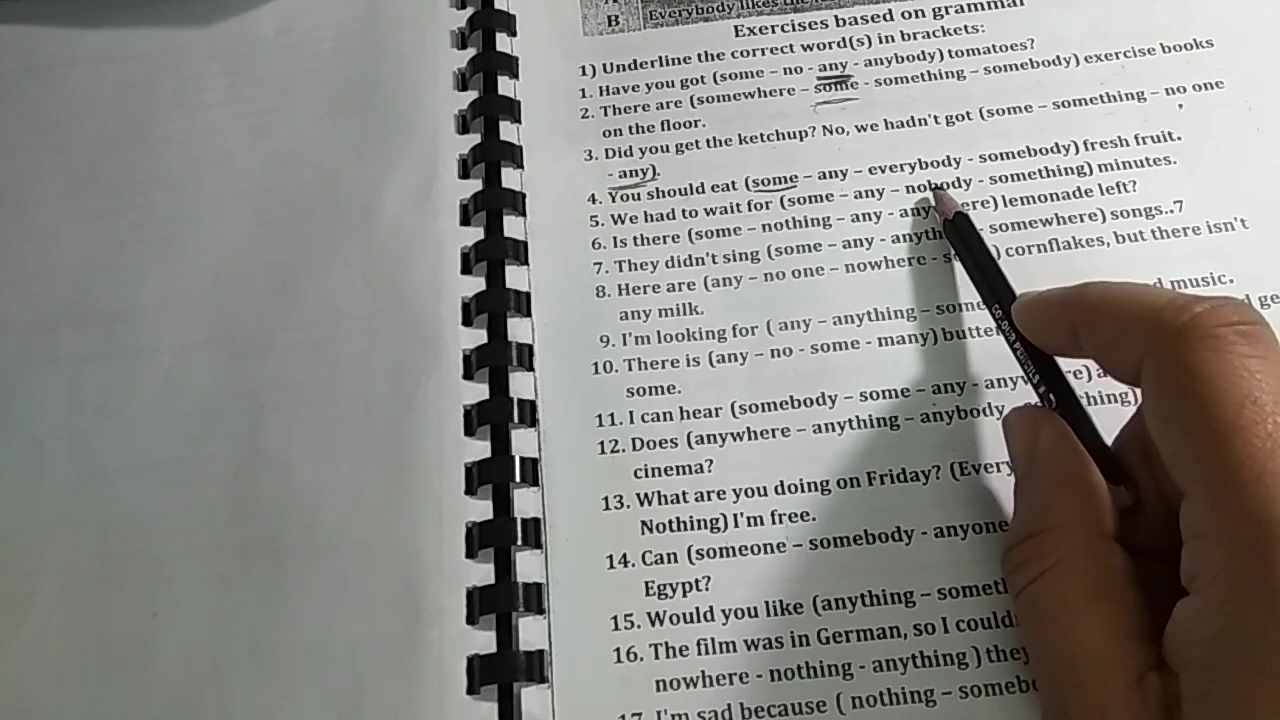 B Everybody likes the
Exercises based on grammar
1) Underline the correct word(s) in brackets:
1. Have you got (some – no - any - anybody) tomatoes?
2. There are (somewhere – some - something – somebody) exercise books
on the floor.
3. Did you get the ketchup? No, we hadn't got (some – something – no one
- any).
4. You should eat (some – any – everybody - somebody) fresh fruit.
5. We had to wait for (some – any – nobody - something) minutes.
6. Is there (some – nothing – any - lemonade left?
7. They didn't sing (some – any - - somewhere) songs..7
8. Here are (any – no one – nowhere - ) cornflakes, but there isn't
any milk.
9. I'm looking for ( any – anything – music.
10. There is (any – no - some - many)
some.
11. I can hear (somebody – some – any -
12. Does (anywhere – anything – anybody
cinema?
13. What are you doing on Friday?
Nothing) I'm free.
14. Can (someone – somebody - anyone
Egypt?
15. Would you like (anything –
16. The film was in German, so I
nowhere - nothing - anything ) they
17. I'm sad because ( nothing –
COLOUR PENCILS